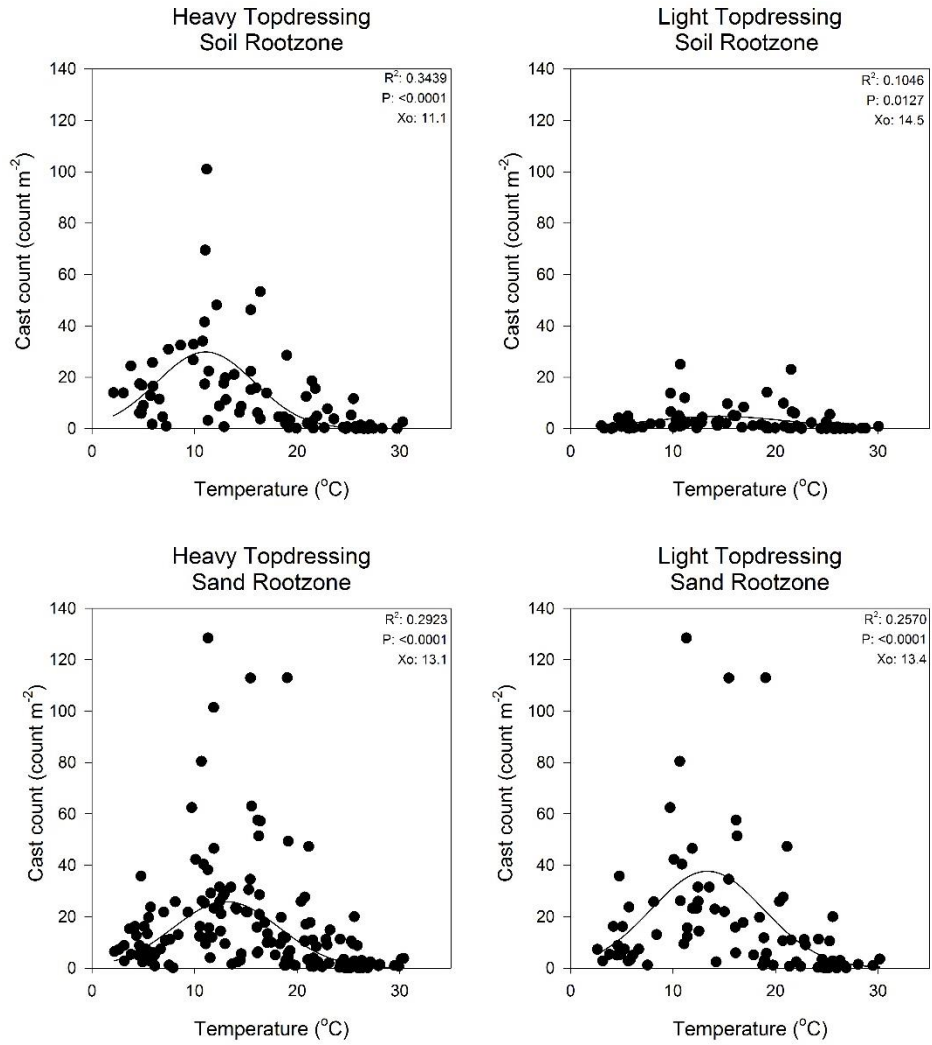 Heavy Topdressing
Soil Rootzone
R²: 0.3439
P: <0.0001
Xo: 11.1
140
120
100
80
60
40
20
0
Cast count (count m⁻²)
0 10 20 30
Temperature (°C)
Light Topdressing
Soil Rootzone
R²: 0.1046
P: 0.0127
Xo: 14.5
140
120
100
80
60
40
20
0
Cast count (count m⁻²)
0 10 20 30
Temperature (°C)
Heavy Topdressing
Sand Rootzone
R²: 0.2923
P: <0.0001
Xo: 13.1
140
120
100
80
60
40
20
0
Cast count (count m⁻²)
0 10 20 30
Temperature (°C)
Light Topdressing
Sand Rootzone
R²: 0.2570
P: <0.0001
Xo: 13.4
140
120
100
80
60
40
20
0
Cast count (count m⁻²)
0 10 20 30
Temperature (°C)